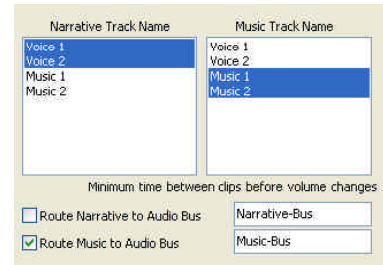 Narrative Track Name Music Track Name
Voice 1 Voice 1
Voice 2 Voice 2
Music 1 Music 1
Music 2 Music 2
Minimum time between clips before volume changes
Route Narrative to Audio Bus Narrative-Bus
Route Music to Audio Bus Music-Bus